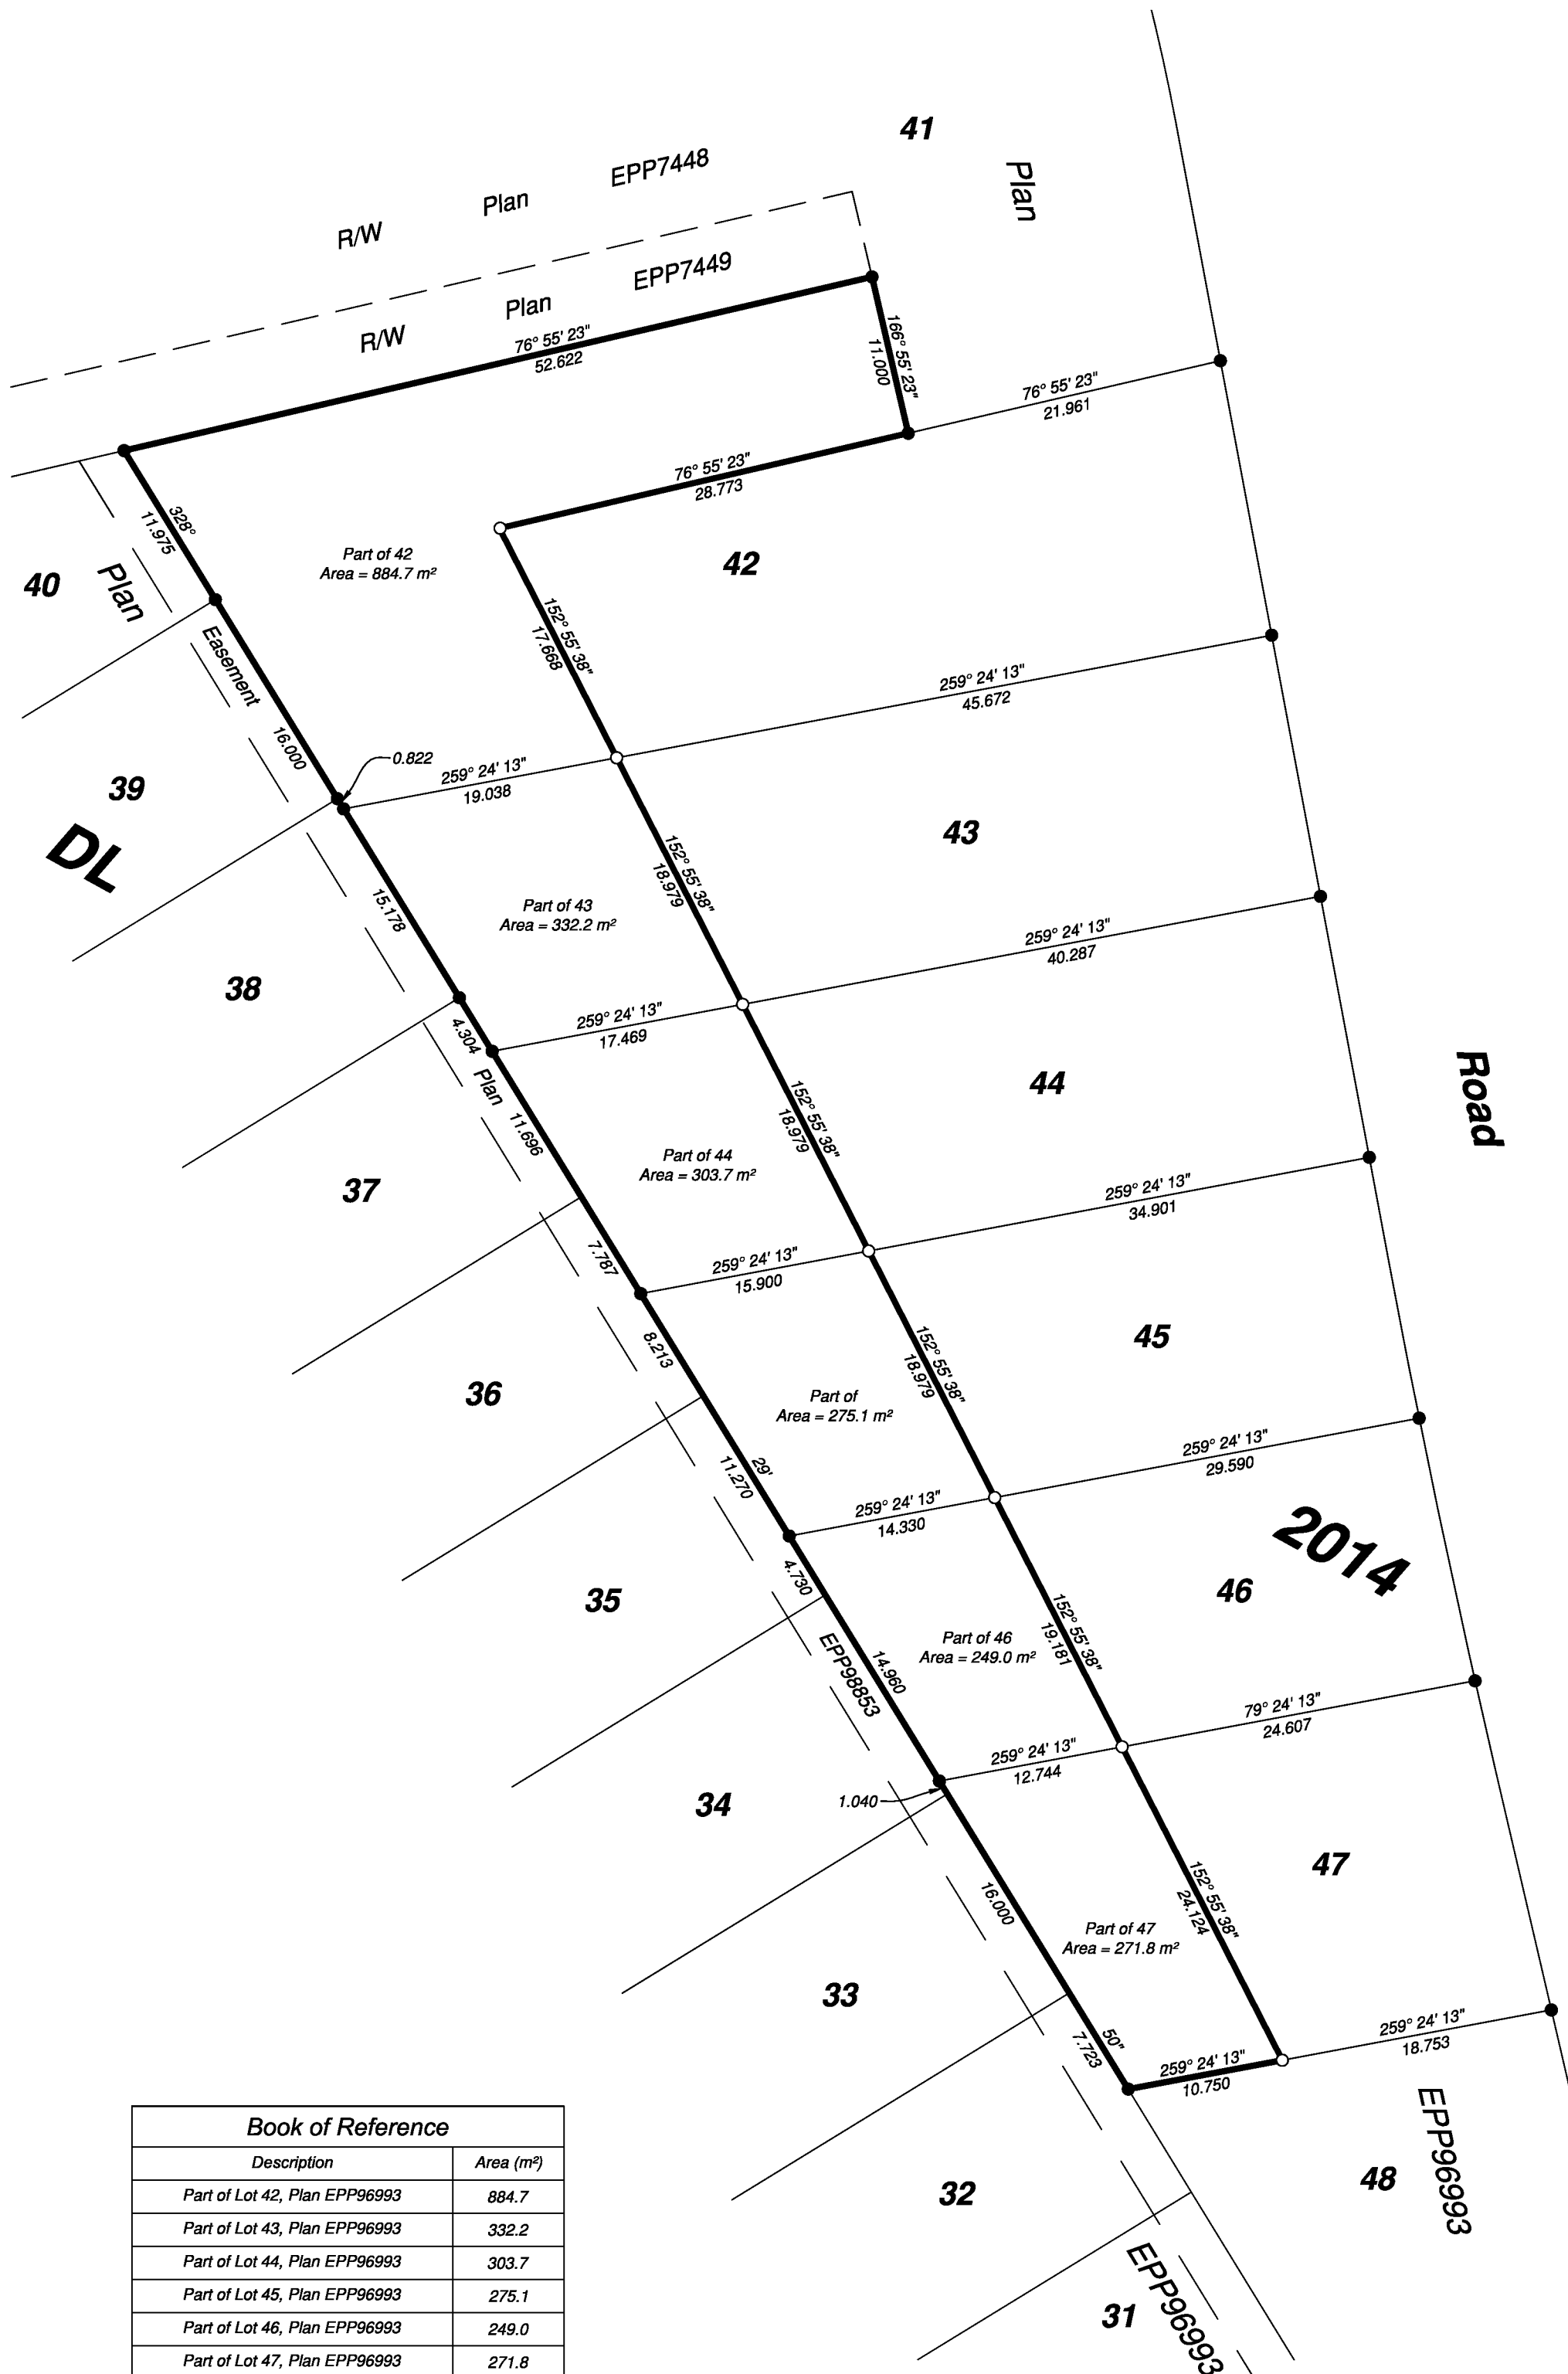 41
Plan
R/W Plan EPP7448
R/W Plan EPP7449
76° 55' 23"
52.622
166° 55' 23"
11.000
76° 55' 23"
21.961
76° 55' 23"
28.773
328°
11.975
Part of 42
Area = 884.7 m²
42
40
Plan
152° 55' 38"
17.668
Easement
16.000
259° 24' 13"
45.672
0.822
259° 24' 13"
19.038
39
DL
43
152° 55' 38"
18.979
15.178
Part of 43
Area = 332.2 m²
259° 24' 13"
40.287
38
259° 24' 13"
17.469
4.304
Plan
11.696
44
Road
152° 55' 38"
18.979
Part of 44
Area = 303.7 m²
37
259° 24' 13"
34.901
259° 24' 13"
15.900
7.787
8.213
45
152° 55' 38"
18.979
36
Part of
Area = 275.1 m²
259° 24' 13"
29.590
29'
11.270
259° 24' 13"
14.330
2014
4.730
35
46
152° 55' 38"
19.181
Part of 46
Area = 249.0 m²
EPP98853
14.960
79° 24' 13"
24.607
259° 24' 13"
12.744
34
1.040
47
152° 55' 38"
24.124
16.000
Part of 47
Area = 271.8 m²
33
50"
7.723
259° 24' 13"
18.753
259° 24' 13"
10.750
EPP96993
48
32
31
EPP96993
Book of Reference
Description Area (m²)
Part of Lot 42, Plan EPP96993 884.7
Part of Lot 43, Plan EPP96993 332.2
Part of Lot 44, Plan EPP96993 303.7
Part of Lot 45, Plan EPP96993 275.1
Part of Lot 46, Plan EPP96993 249.0
Part of Lot 47, Plan EPP96993 271.8